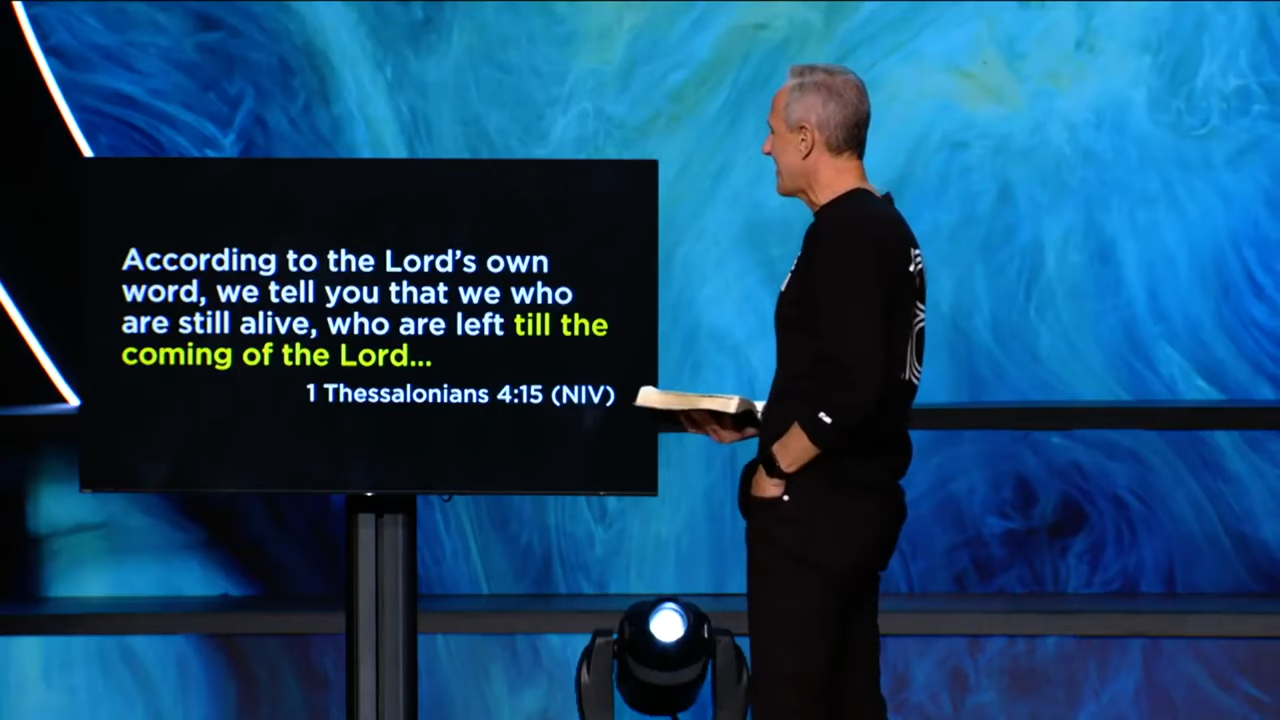 According to the Lord’s own
word, we tell you that we who
are still alive, who are left till the
coming of the Lord...
1 Thessalonians 4:15 (NIV)